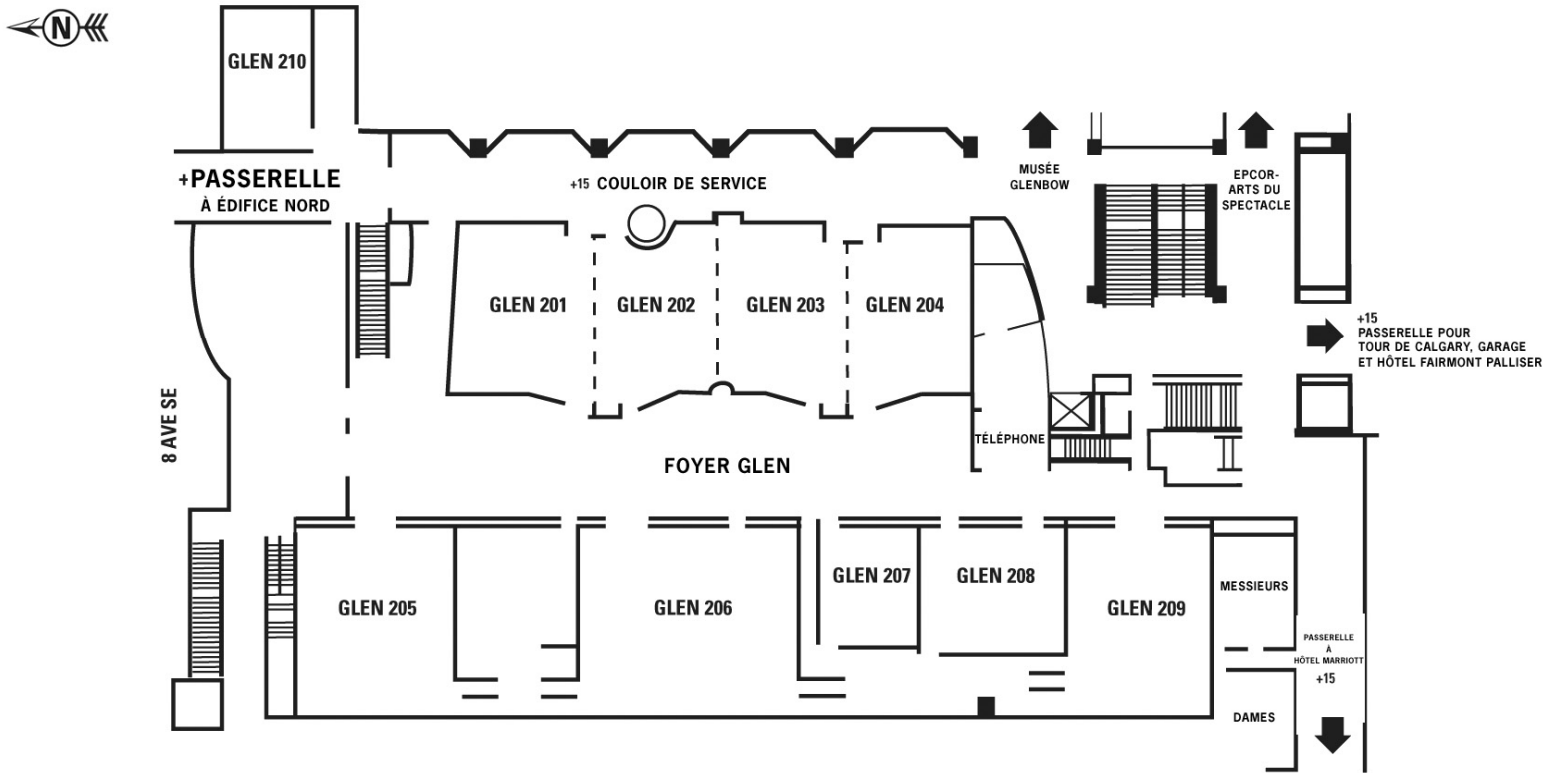 N
GLEN 210
+PASSERELLE
À ÉDIFICE NORD
+15 COULOIR DE SERVICE
MUSÉE
GLENBOW
EPCOR-
ARTS DU
SPECTACLE
GLEN 201
GLEN 202
GLEN 203
GLEN 204
+15
PASSERELLE POUR
TOUR DE CALGARY, GARAGE
ET HÔTEL FAIRMONT PALLISER
8 AVE SE
TÉLÉPHONE
FOYER GLEN
GLEN 205
GLEN 206
GLEN 207
GLEN 208
GLEN 209
MESSIEURS
PASSERELLE
À
HÔTEL MARRIOTT
+15
DAMES